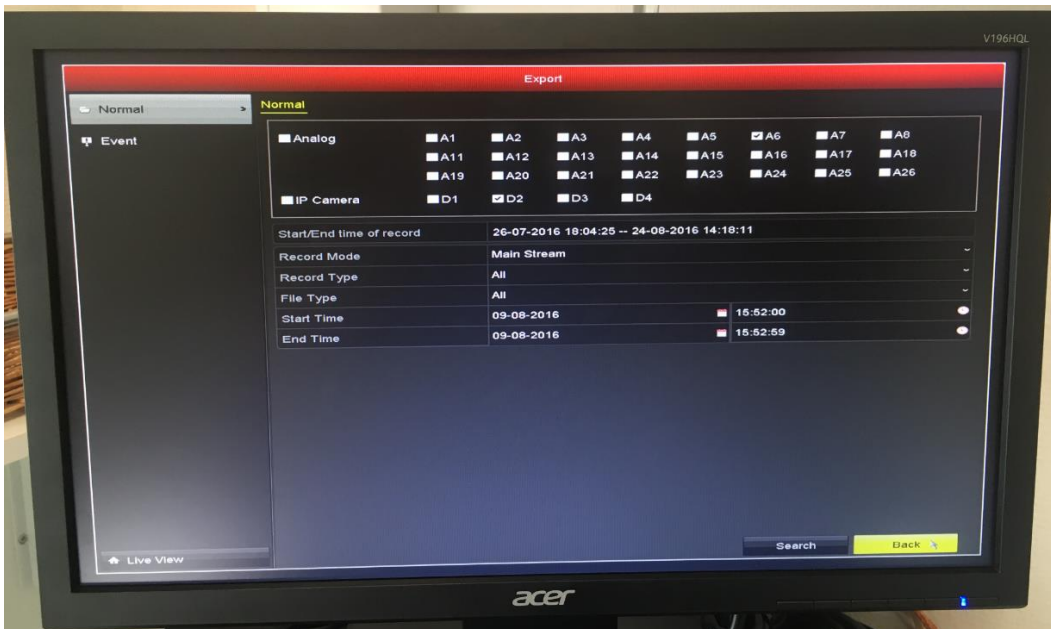 V196HQL
Export
Normal >
Event
Live View
Normal
Analog A1 A2 A3 A4 A5 A6 A7 A8
A11 A12 A13 A14 A15 A16 A17 A18
A19 A20 A21 A22 A23 A24 A25 A26
IP Camera D1 D2 D3 D4
Start/End time of record 26-07-2016 18:04:25 -- 24-08-2016 14:18:11
Record Mode Main Stream
Record Type All
File Type All
Start Time 09-08-2016 15:52:00
End Time 09-08-2016 15:52:59
Search Back
acer